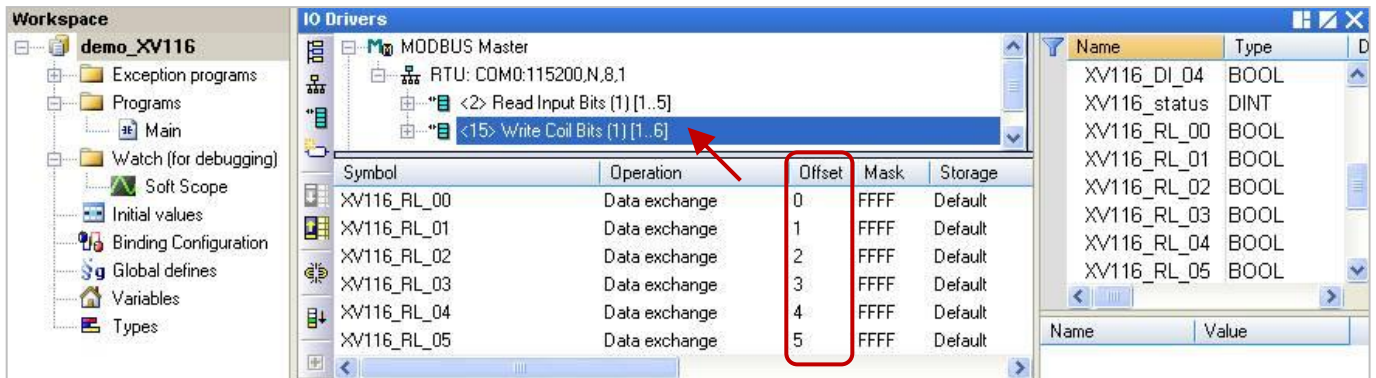 Workspace
demo_XV116
Exception programs
Programs
Main
Watch (for debugging)
Soft Scope
Initial values
Binding Configuration
Global defines
Variables
Types
IO Drivers
MODBUS Master
RTU: COM0:115200,N,8,1
<2> Read Input Bits (1) [1..5]
<15> Write Coil Bits (1) [1..6]
Symbol Operation Offset Mask Storage
XV116_RL_00 Data exchange 0 FFFF Default
XV116_RL_01 Data exchange 1 FFFF Default
XV116_RL_02 Data exchange 2 FFFF Default
XV116_RL_03 Data exchange 3 FFFF Default
XV116_RL_04 Data exchange 4 FFFF Default
XV116_RL_05 Data exchange 5 FFFF Default
Name Type D
XV116_DI_04 BOOL
XV116_status DINT
XV116_RL_00 BOOL
XV116_RL_01 BOOL
XV116_RL_02 BOOL
XV116_RL_03 BOOL
XV116_RL_04 BOOL
XV116_RL_05 BOOL
Name Value